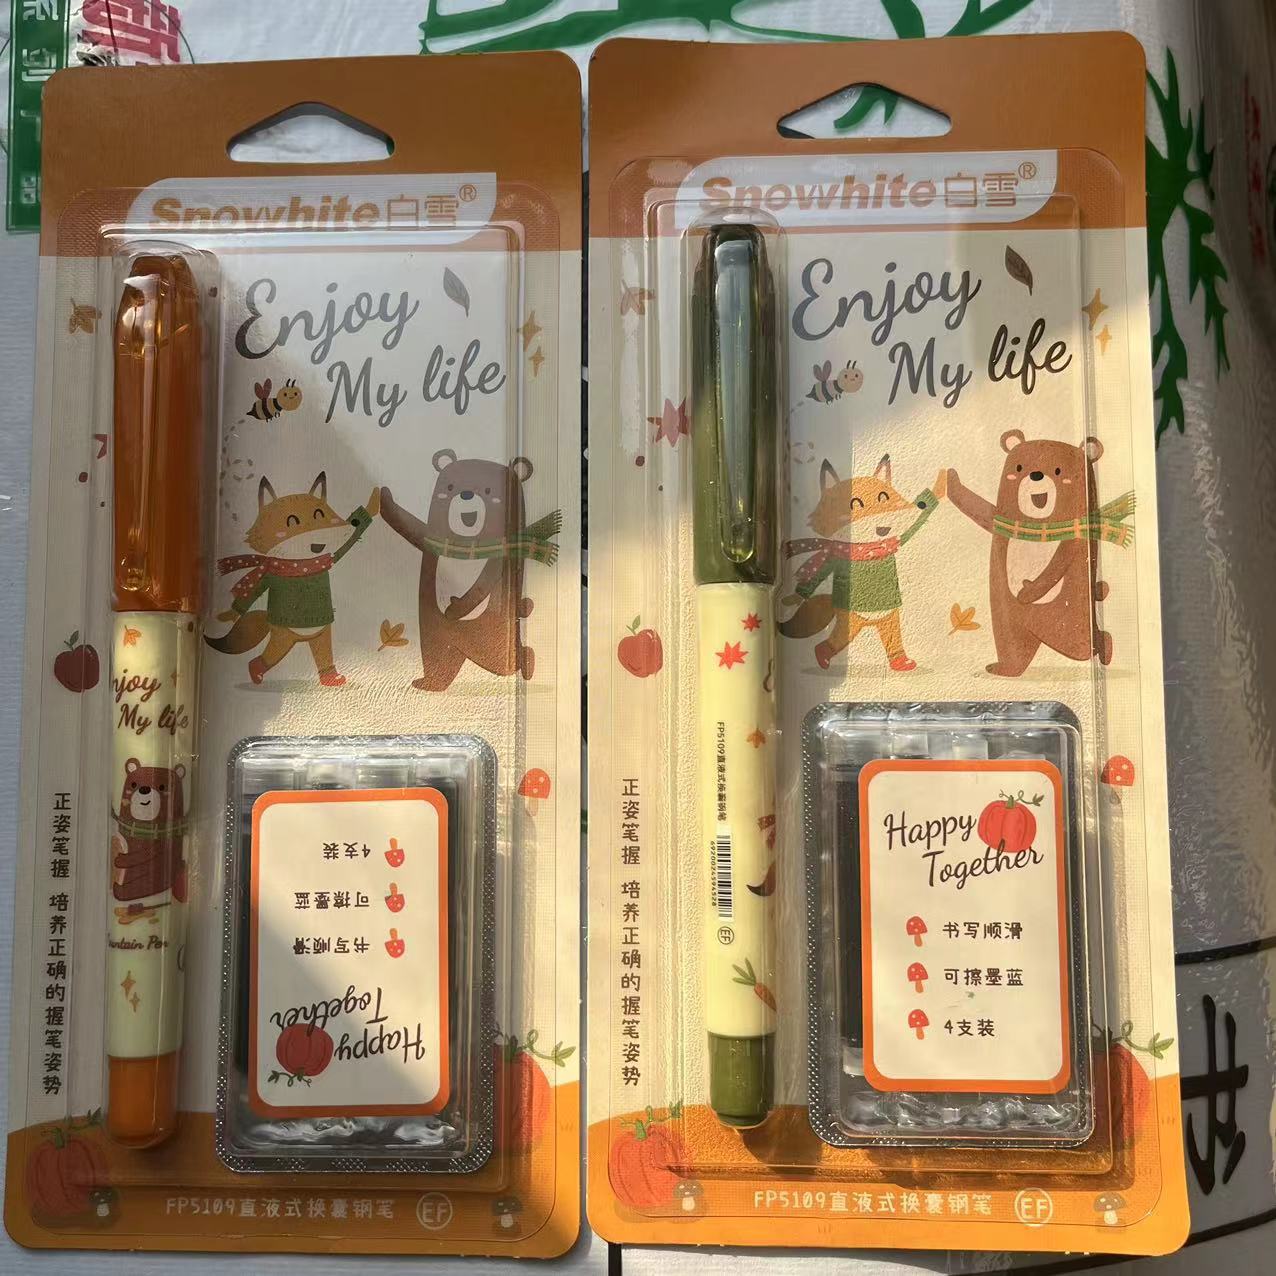 Snowhite白雪®
Enjoy
My life
njoy
My life
untain Pen
正姿笔握 培养正确的握笔姿势
Happy
Together
书写顺滑
可擦墨蓝
4支装
FP5109直液式换囊钢笔 EF
Snowhite白雪®
Enjoy
My life
FP5109直液式换囊钢笔
EF
正姿笔握 培养正确的握笔姿势
Happy
Together
书写顺滑
可擦墨蓝
4支装
FP5109直液式换囊钢笔 EF